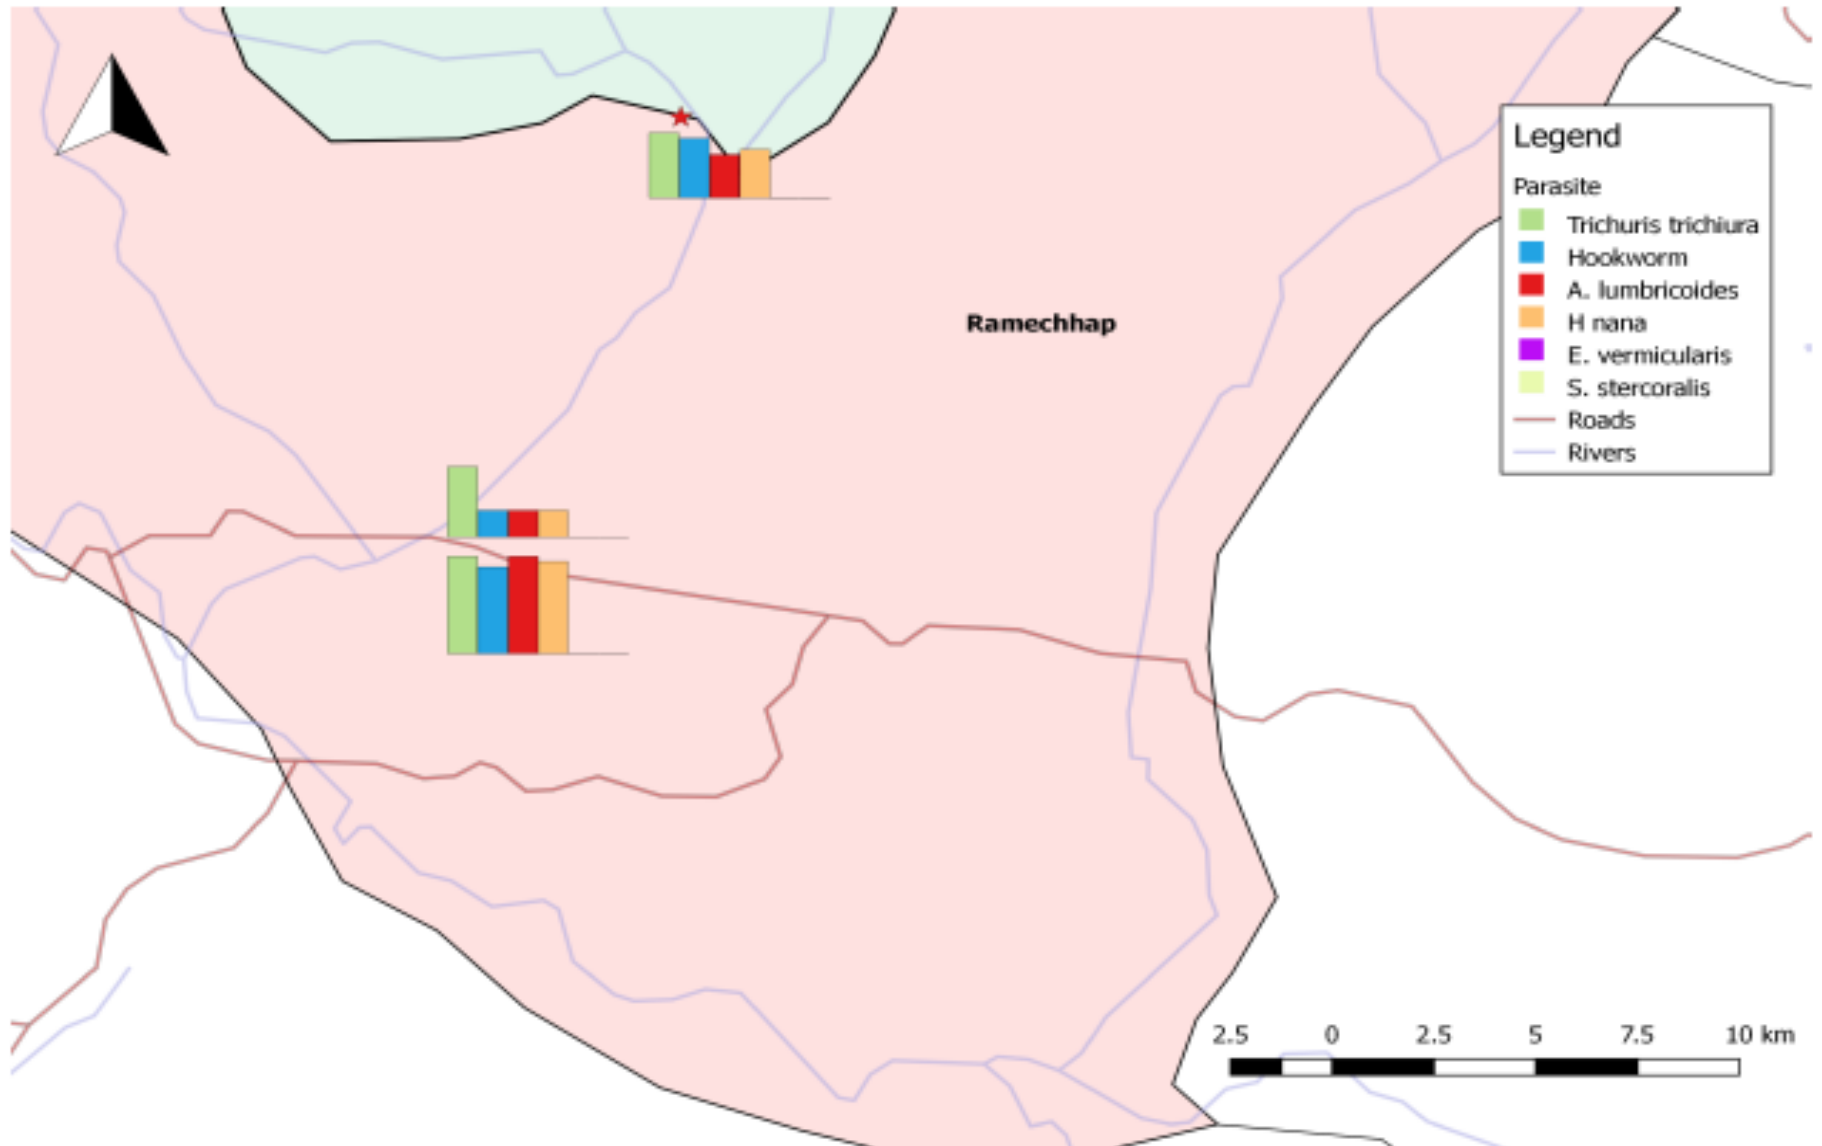 Ramechhap
Legend
Parasite
Trichuris trichiura
Hookworm
A. lumbricoides
H nana
E. vermicularis
S. stercoralis
Roads
Rivers
2.5 0 2.5 5 7.5 10 km